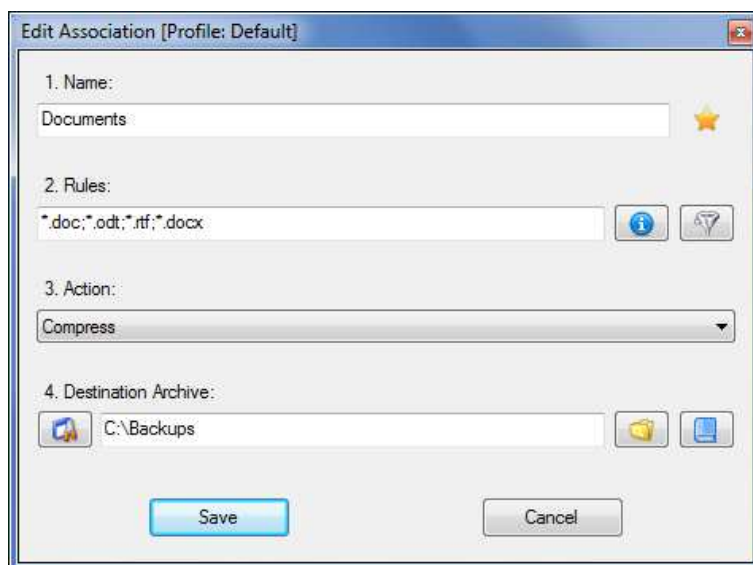 Edit Association [Profile: Default]
1. Name:
Documents
2. Rules:
*.doc;*.odt;*.rtf;*.docx
3. Action:
Compress
4. Destination Archive:
C:\Backups
Save Cancel